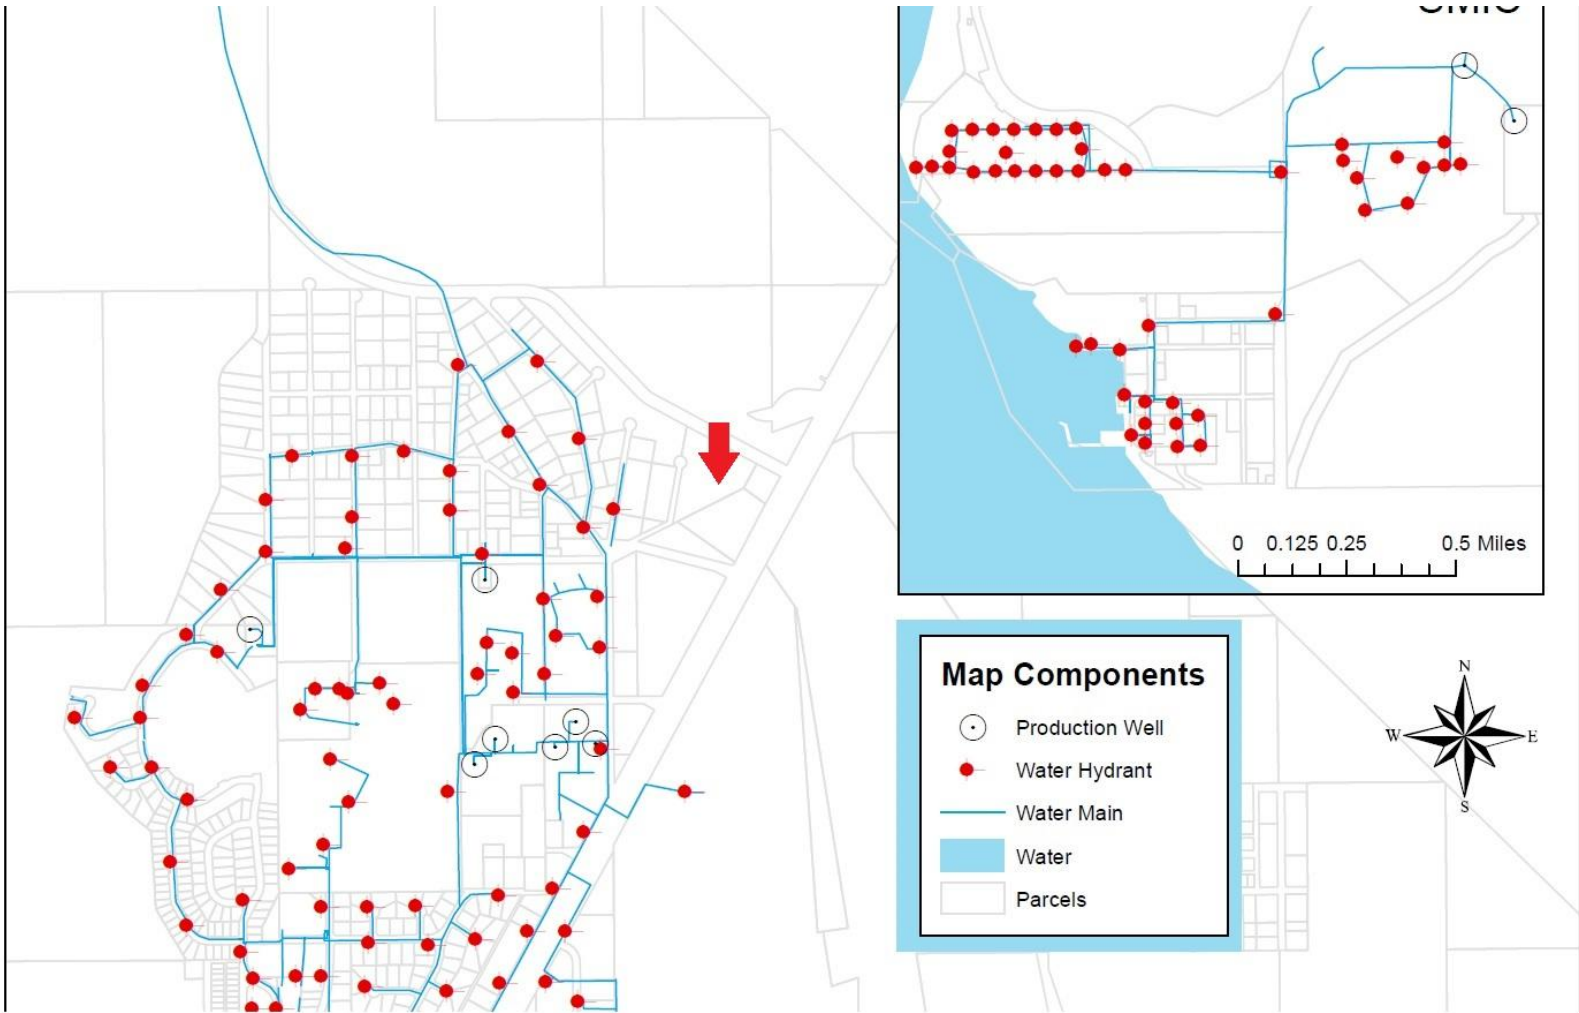 0 0.125 0.25 0.5 Miles
Map Components
Production Well
Water Hydrant
Water Main
Water
Parcels
N
W E
S